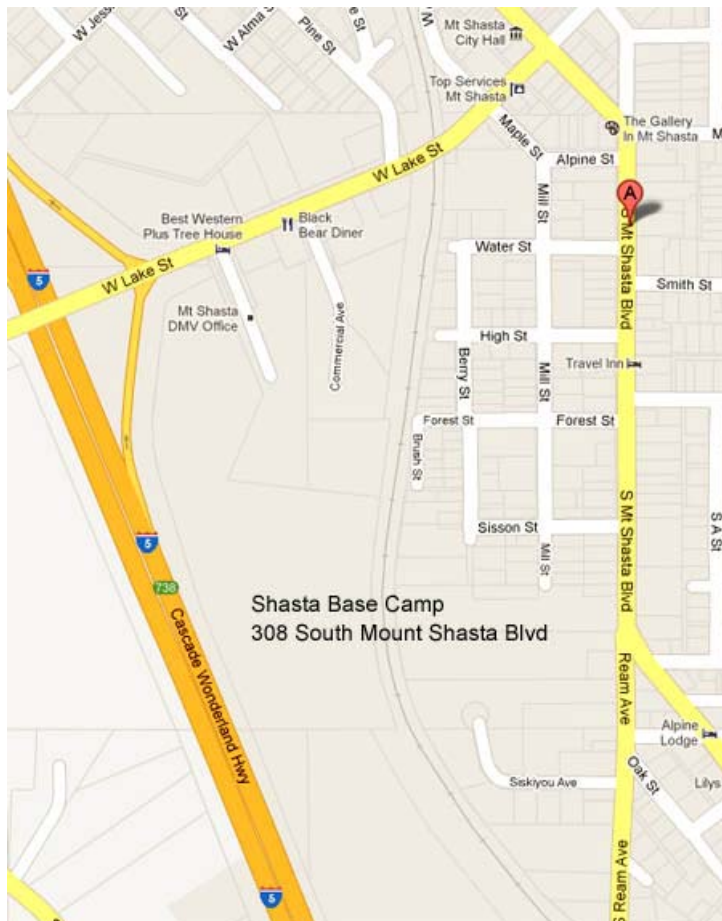 W Jess
W Alma S
Pine St
M
Mt Shasta
City Hall
Top Services
Mt Shasta
The Gallery
In Mt Shasta
M
Maple St
Alpine St
W Lake St
A
Mill St
S Mt Shasta Blvd
Best Western
Plus Tree House
Black
Bear Diner
Water St
W Lake St
5
Smith St
Mt Shasta
DMV Office
Commercial Ave
High St
Berry St
Mill St
Travel Inn
Forest St
Forest St
Brush St
S Mt Shasta Blvd
S A St
Sisson St
5
Mill St
738
Shasta Base Camp
308 South Mount Shasta Blvd
Cascade Wonderland Hwy
Ream Ave
Alpine
Lodge
Oak St
Siskiyou Ave
Lilys
S Ream Ave
5